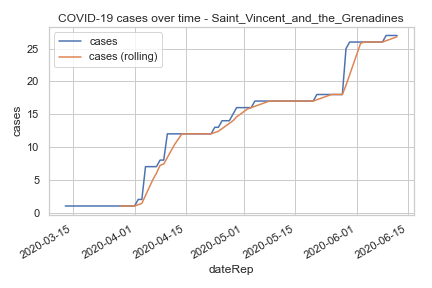 COVID-19 cases over time - Saint_Vincent_and_the_Grenadines
cases
cases (rolling)
25
20
15
10
5
0
cases
2020-03-15
2020-04-01
2020-04-15
2020-05-01
2020-05-15
2020-06-01
2020-06-15
dateRep